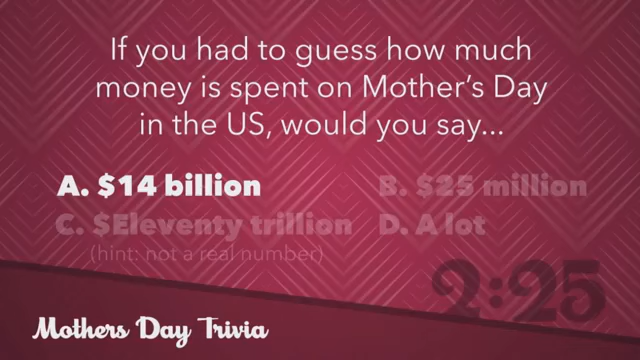 If you had to guess how much
money is spent on Mother's Day
in the US, would you say...
A. $14 billion
B. $25 million
C. $Eleventy trillion
D. A lot
(hint: not a real number)
2:25
Mothers Day Trivia